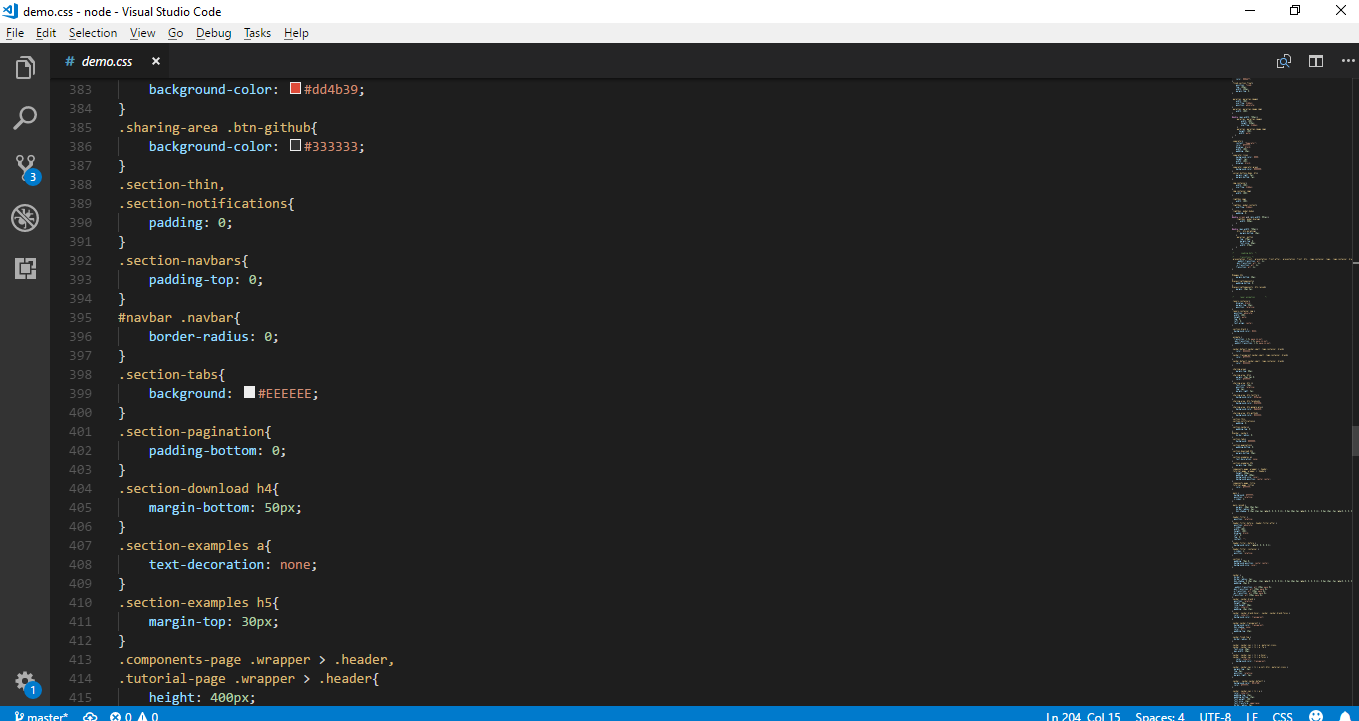 demo.css - node - Visual Studio Code
File Edit Selection View Go Debug Tasks Help
# demo.css ×
383 background-color: #dd4b39;
384 }
385 .sharing-area .btn-github{
386 background-color: #333333;
387 }
388 .section-thin,
389 .section-notifications{
390 padding: 0;
391 }
392 .section-navbars{
393 padding-top: 0;
394 }
395 #navbar .navbar{
396 border-radius: 0;
397 }
398 .section-tabs{
399 background: #EEEEEE;
400 }
401 .section-pagination{
402 padding-bottom: 0;
403 }
404 .section-download h4{
405 margin-bottom: 50px;
406 }
407 .section-examples a{
408 text-decoration: none;
409 }
410 .section-examples h5{
411 margin-top: 30px;
412 }
413 .components-page .wrapper > .header,
414 .tutorial-page .wrapper > .header{
415 height: 400px;
3
1
master* 0 0 Ln 204, Col 15 Spaces: 4 UTF-8 LF CSS